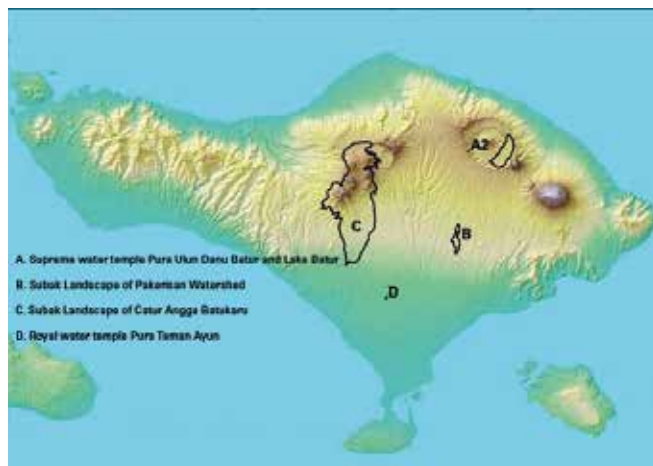 A2
B
C
A. Supreme water temple Pura Ulun Danu Batur and Lake Batur
B. Subak Landscape of Pakerisan Watershed
C. Subak Landscape of Catur Angga Batukaru
D. Royal water temple Pura Taman Ayun
D